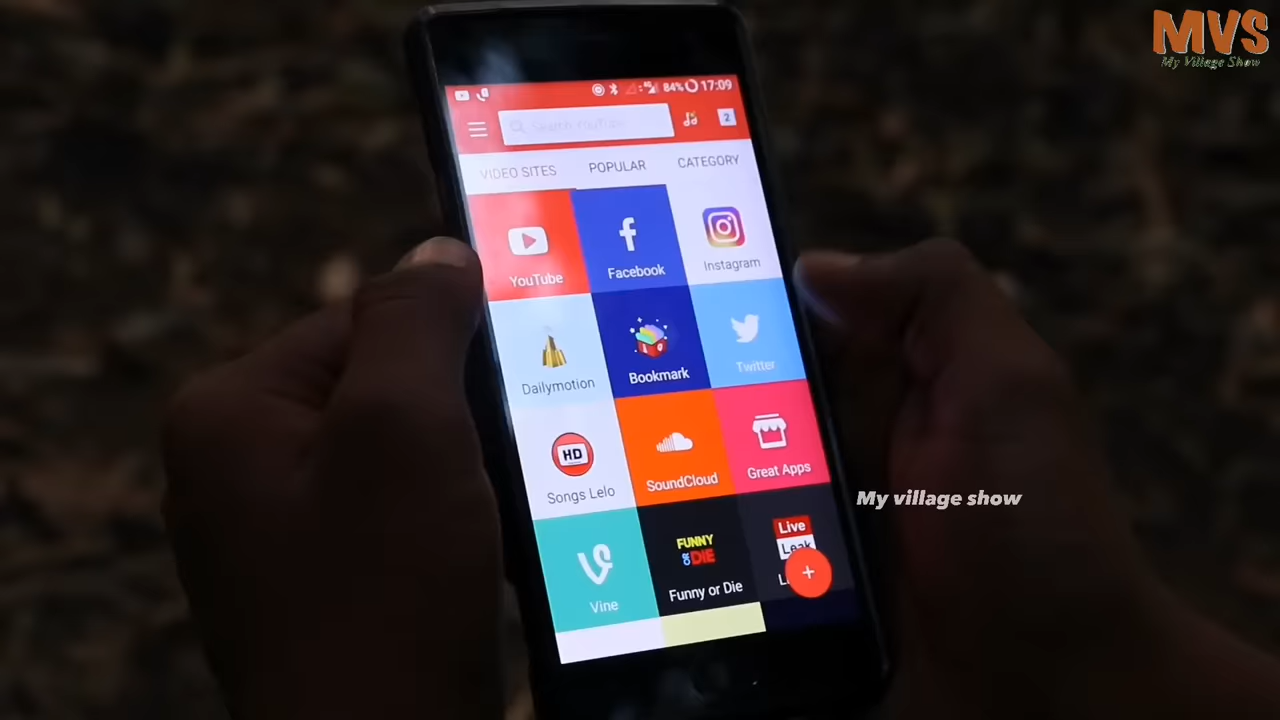 MVS
My Village Show
84% 17:09
Search YouTube
2
VIDEO SITES POPULAR CATEGORY
YouTube
Facebook
Instagram
Dailymotion
Bookmark
Twitter
HD
Songs Lelo
SoundCloud
Great Apps
Vine
FUNNY
OR DIE
Funny or Die
Live
Leak
L
+
My village show